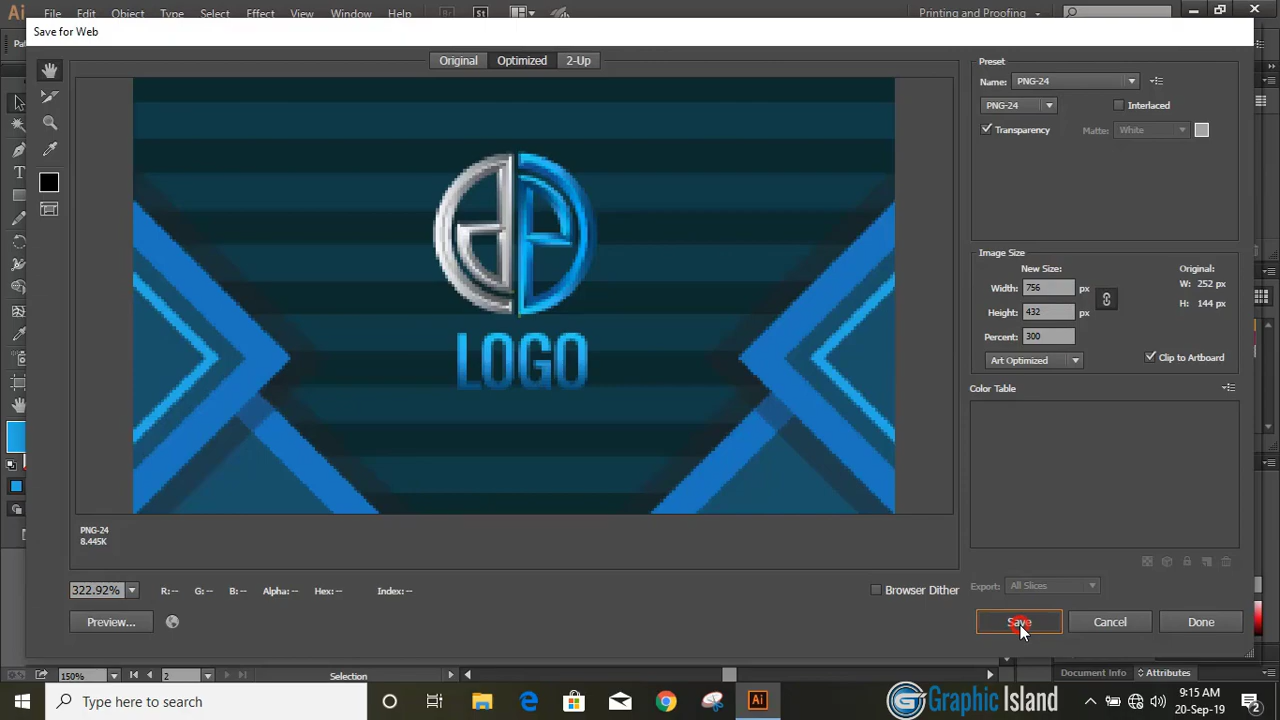 Ai File Edit Object Type Select Effect View Window Help Br St Printing and Proofing
Save for Web
Original Optimized 2-Up
Preset
Name: PNG-24
PNG-24 Interlaced
Transparency Matte: White
LOGO
Image Size
New Size: Original:
Width: 756 px W: 252 px
Height: 432 px H: 144 px
Percent: 300
Art Optimized Clip to Artboard
Color Table
PNG-24
8.445K
322.92% R: -- G: -- B: -- Alpha: -- Hex: -- Index: -- Browser Dither
Export: All Slices
Preview... Save Cancel Done
150% 2 Selection Document Info Attributes
Type here to search
Ai
Graphic Island
9:15 AM
20-Sep-19
2